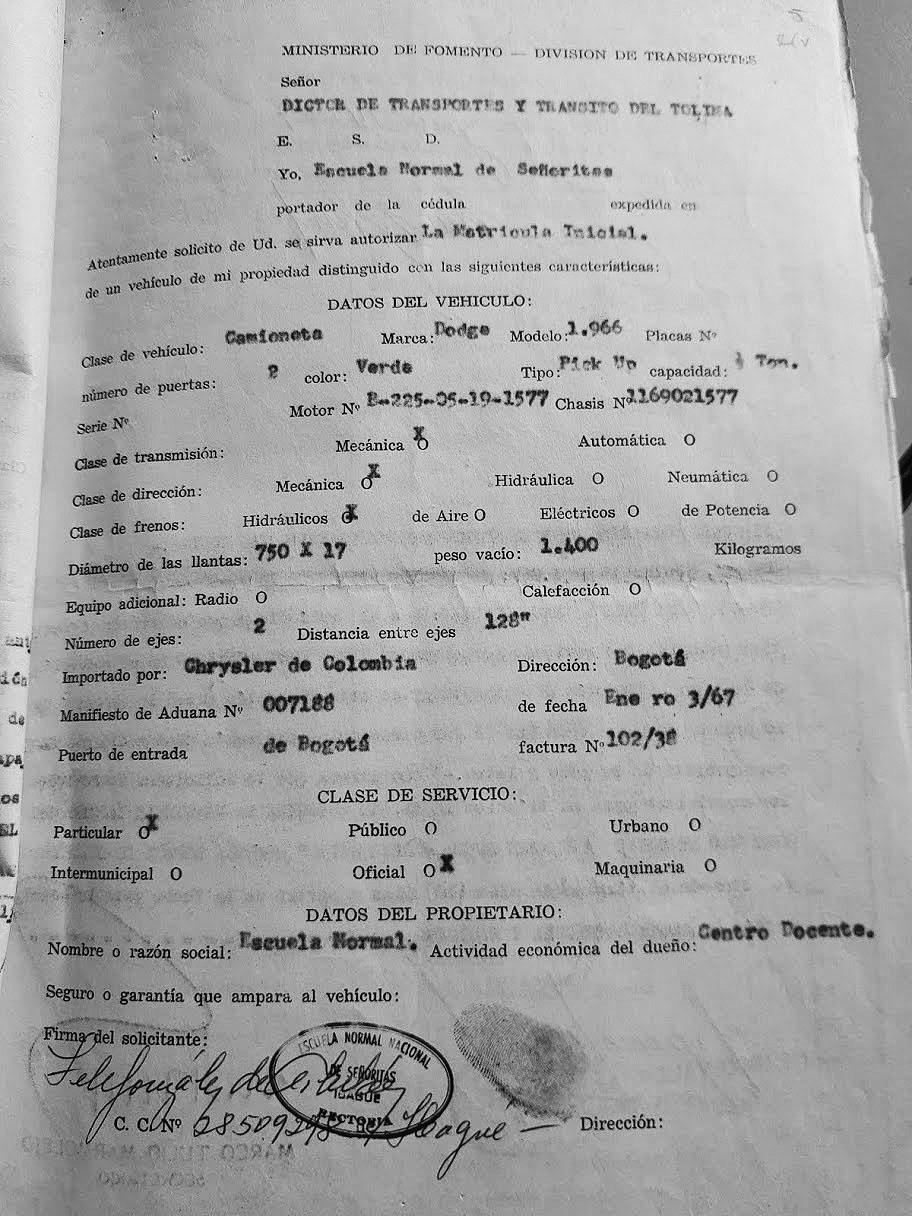 MINISTERIO DE FOMENTO — DIVISION DE TRANSPORTES
Señor
DICTCR DE TRANSPORTES Y TRANSITO DEL TOLIMA
E. S. D.
Yo, Escuela Normal de Señoritas
portador de la cédula expedida en
Atentamente solicito de Ud. se sirva autorizar La Matricula Inicial.
de un vehículo de mi propiedad distinguido con las siguientes características:
DATOS DEL VEHICULO:
Clase de vehículo: Camioneta Marca: Dodge Modelo: 1.966 Placas Nº
número de puertas: 2 color: Verde Tipo: Pick Up capacidad: Ton.
Serie Nº Motor Nº E-225-05-19-1577 Chasis Nº 1169021577
Clase de transmisión: Mecánica O X Automática O
Clase de dirección: Mecánica O X Hidráulica O Neumática O
Clase de frenos: Hidráulicos O X de Aire O Eléctricos O de Potencia O
Diámetro de las llantas: 750 X 17 peso vacío: 1.400 Kilogramos
Equipo adicional: Radio O Calefacción O
Número de ejes: 2 Distancia entre ejes 128"
Importado por: Chrysler de Colombia Dirección: Bogotá
Manifiesto de Aduana Nº 007188 de fecha Ene ro 3/67
Puerto de entrada de Bogotá factura Nº 102/38
CLASE DE SERVICIO:
Particular O X Público O Urbano O
Intermunicipal O Oficial O X Maquinaria O
DATOS DEL PROPIETARIO:
Nombre o razón social: Escuela Normal. Actividad económica del dueño: Centro Docente.
Seguro o garantía que ampara al vehículo:
Firma del solicitante:
ESCUELA NORMAL NACIONAL
DE SEÑORITAS
IBAGUE
RECTORIA
C. C. Nº Ibagué — Dirección: